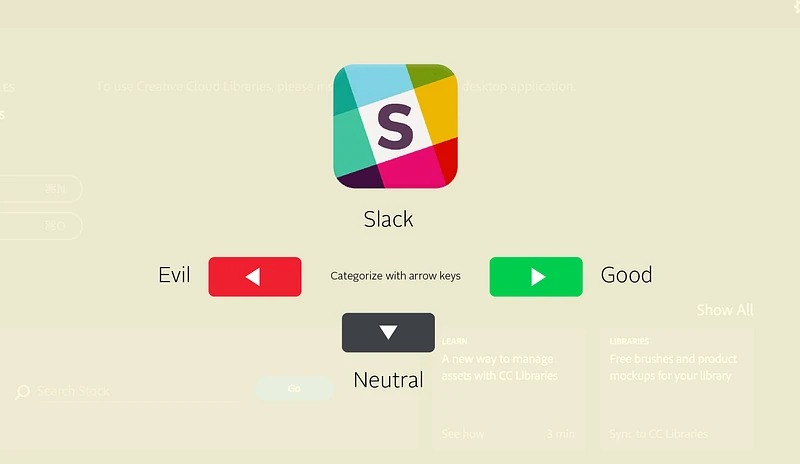 To use Creative Cloud Libraries, please
desktop application.
S
Slack
Evil
Categorize with arrow keys
Good
Show All
LEARN
A new way to manage
assets with CC Libraries
LIBRARIES
Free brushes and product
mockups for your library
Neutral
Search Stock
Go
See how
3 min
Sync to CC Libraries